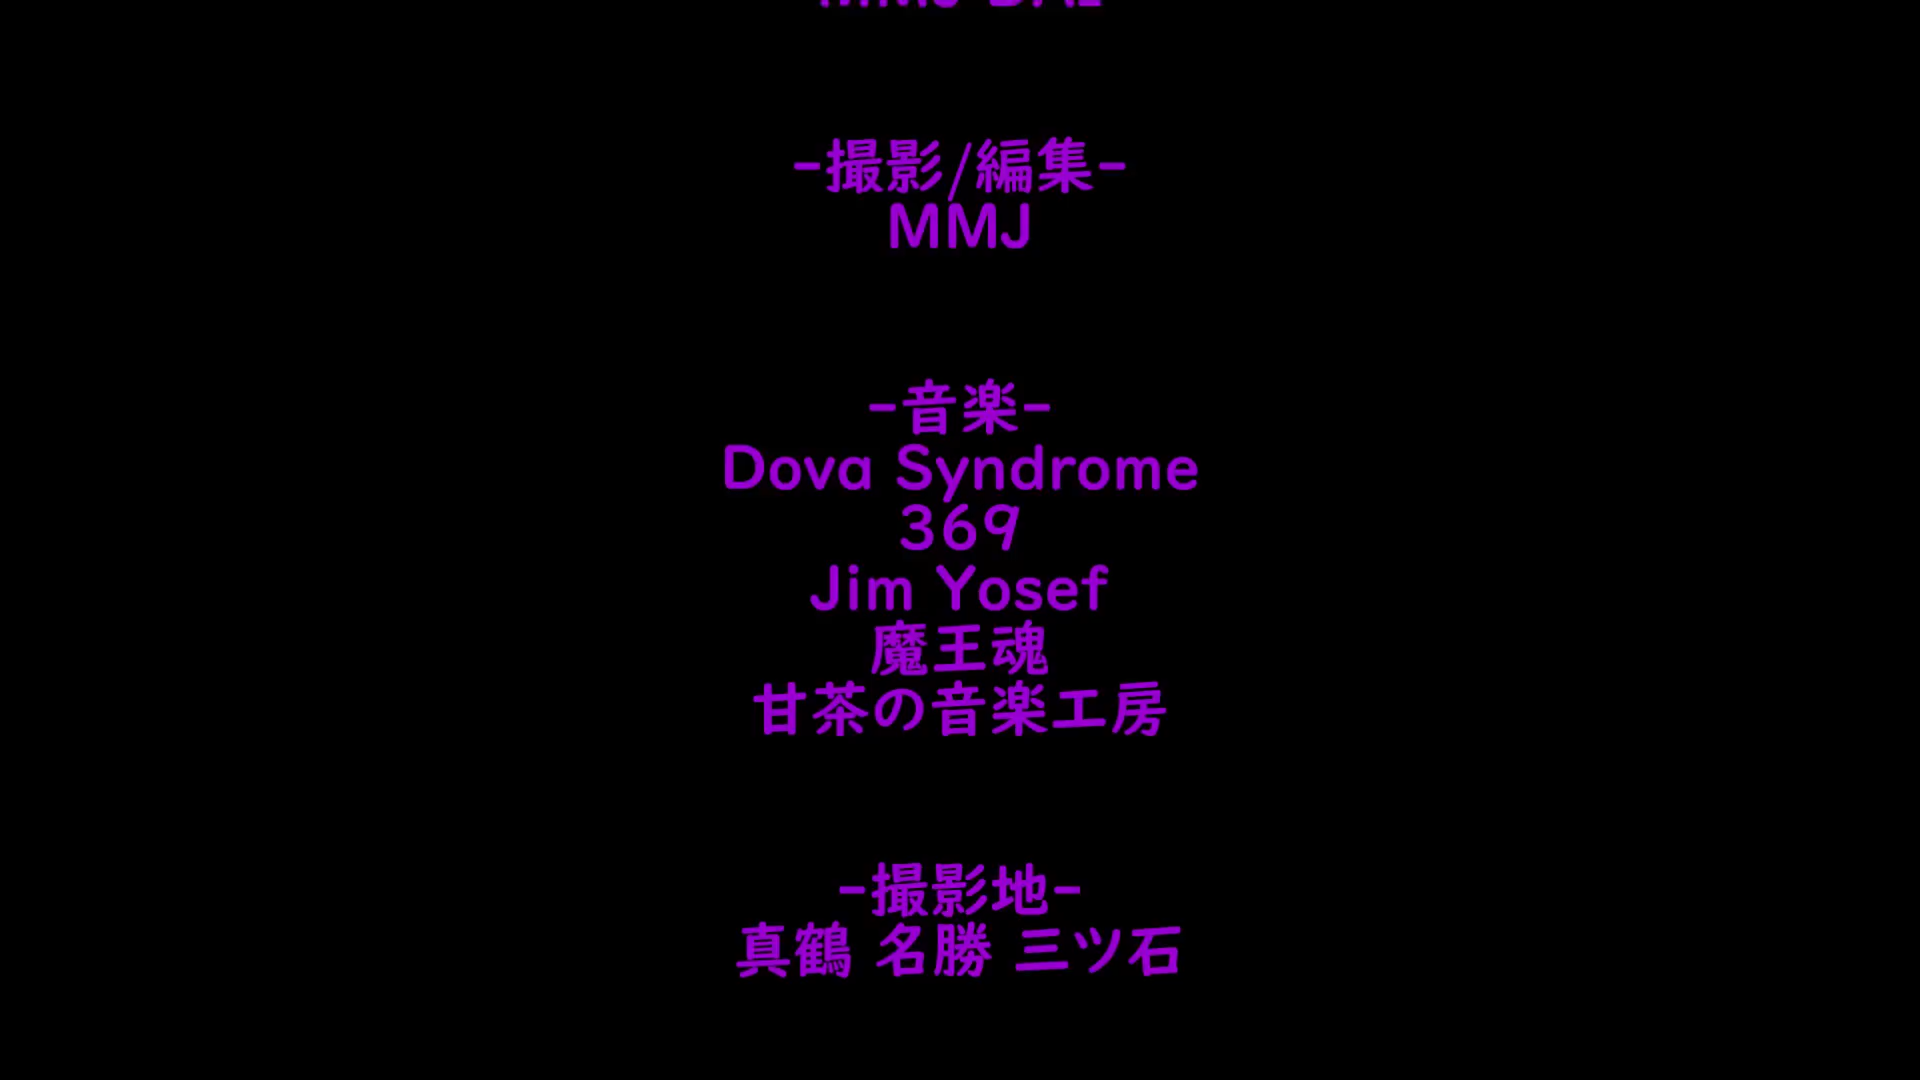 -撮影/編集-
MMJ
-音楽-
Dova Syndrome
369
Jim Yosef
魔王魂
甘茶の音楽工房
-撮影地-
真鶴 名勝 三ツ石